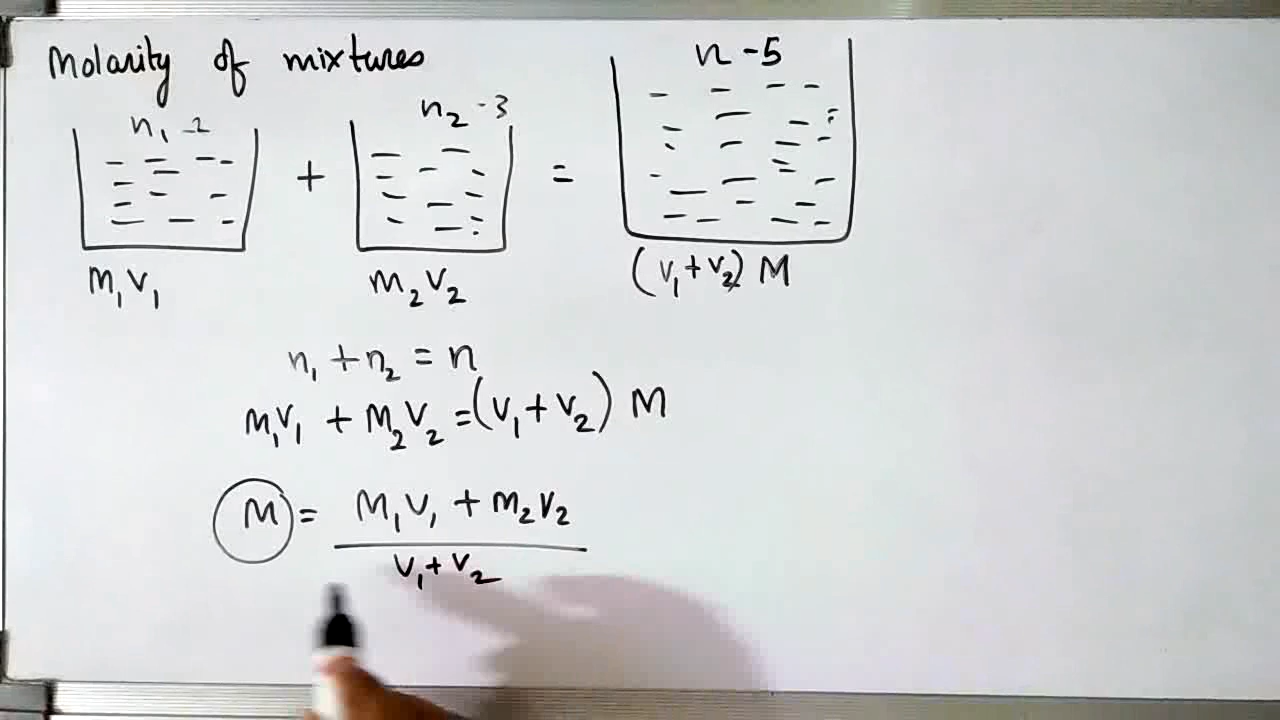 Molarity of mixtures
n₁ -2
n₂ -3
n -5
+
=
M₁V₁
M₂V₂
(V₁+V₂) M
n₁ + n₂ = n
M₁V₁ + M₂V₂ = (V₁+V₂) M
M = M₁V₁ + M₂V₂
V₁+V₂